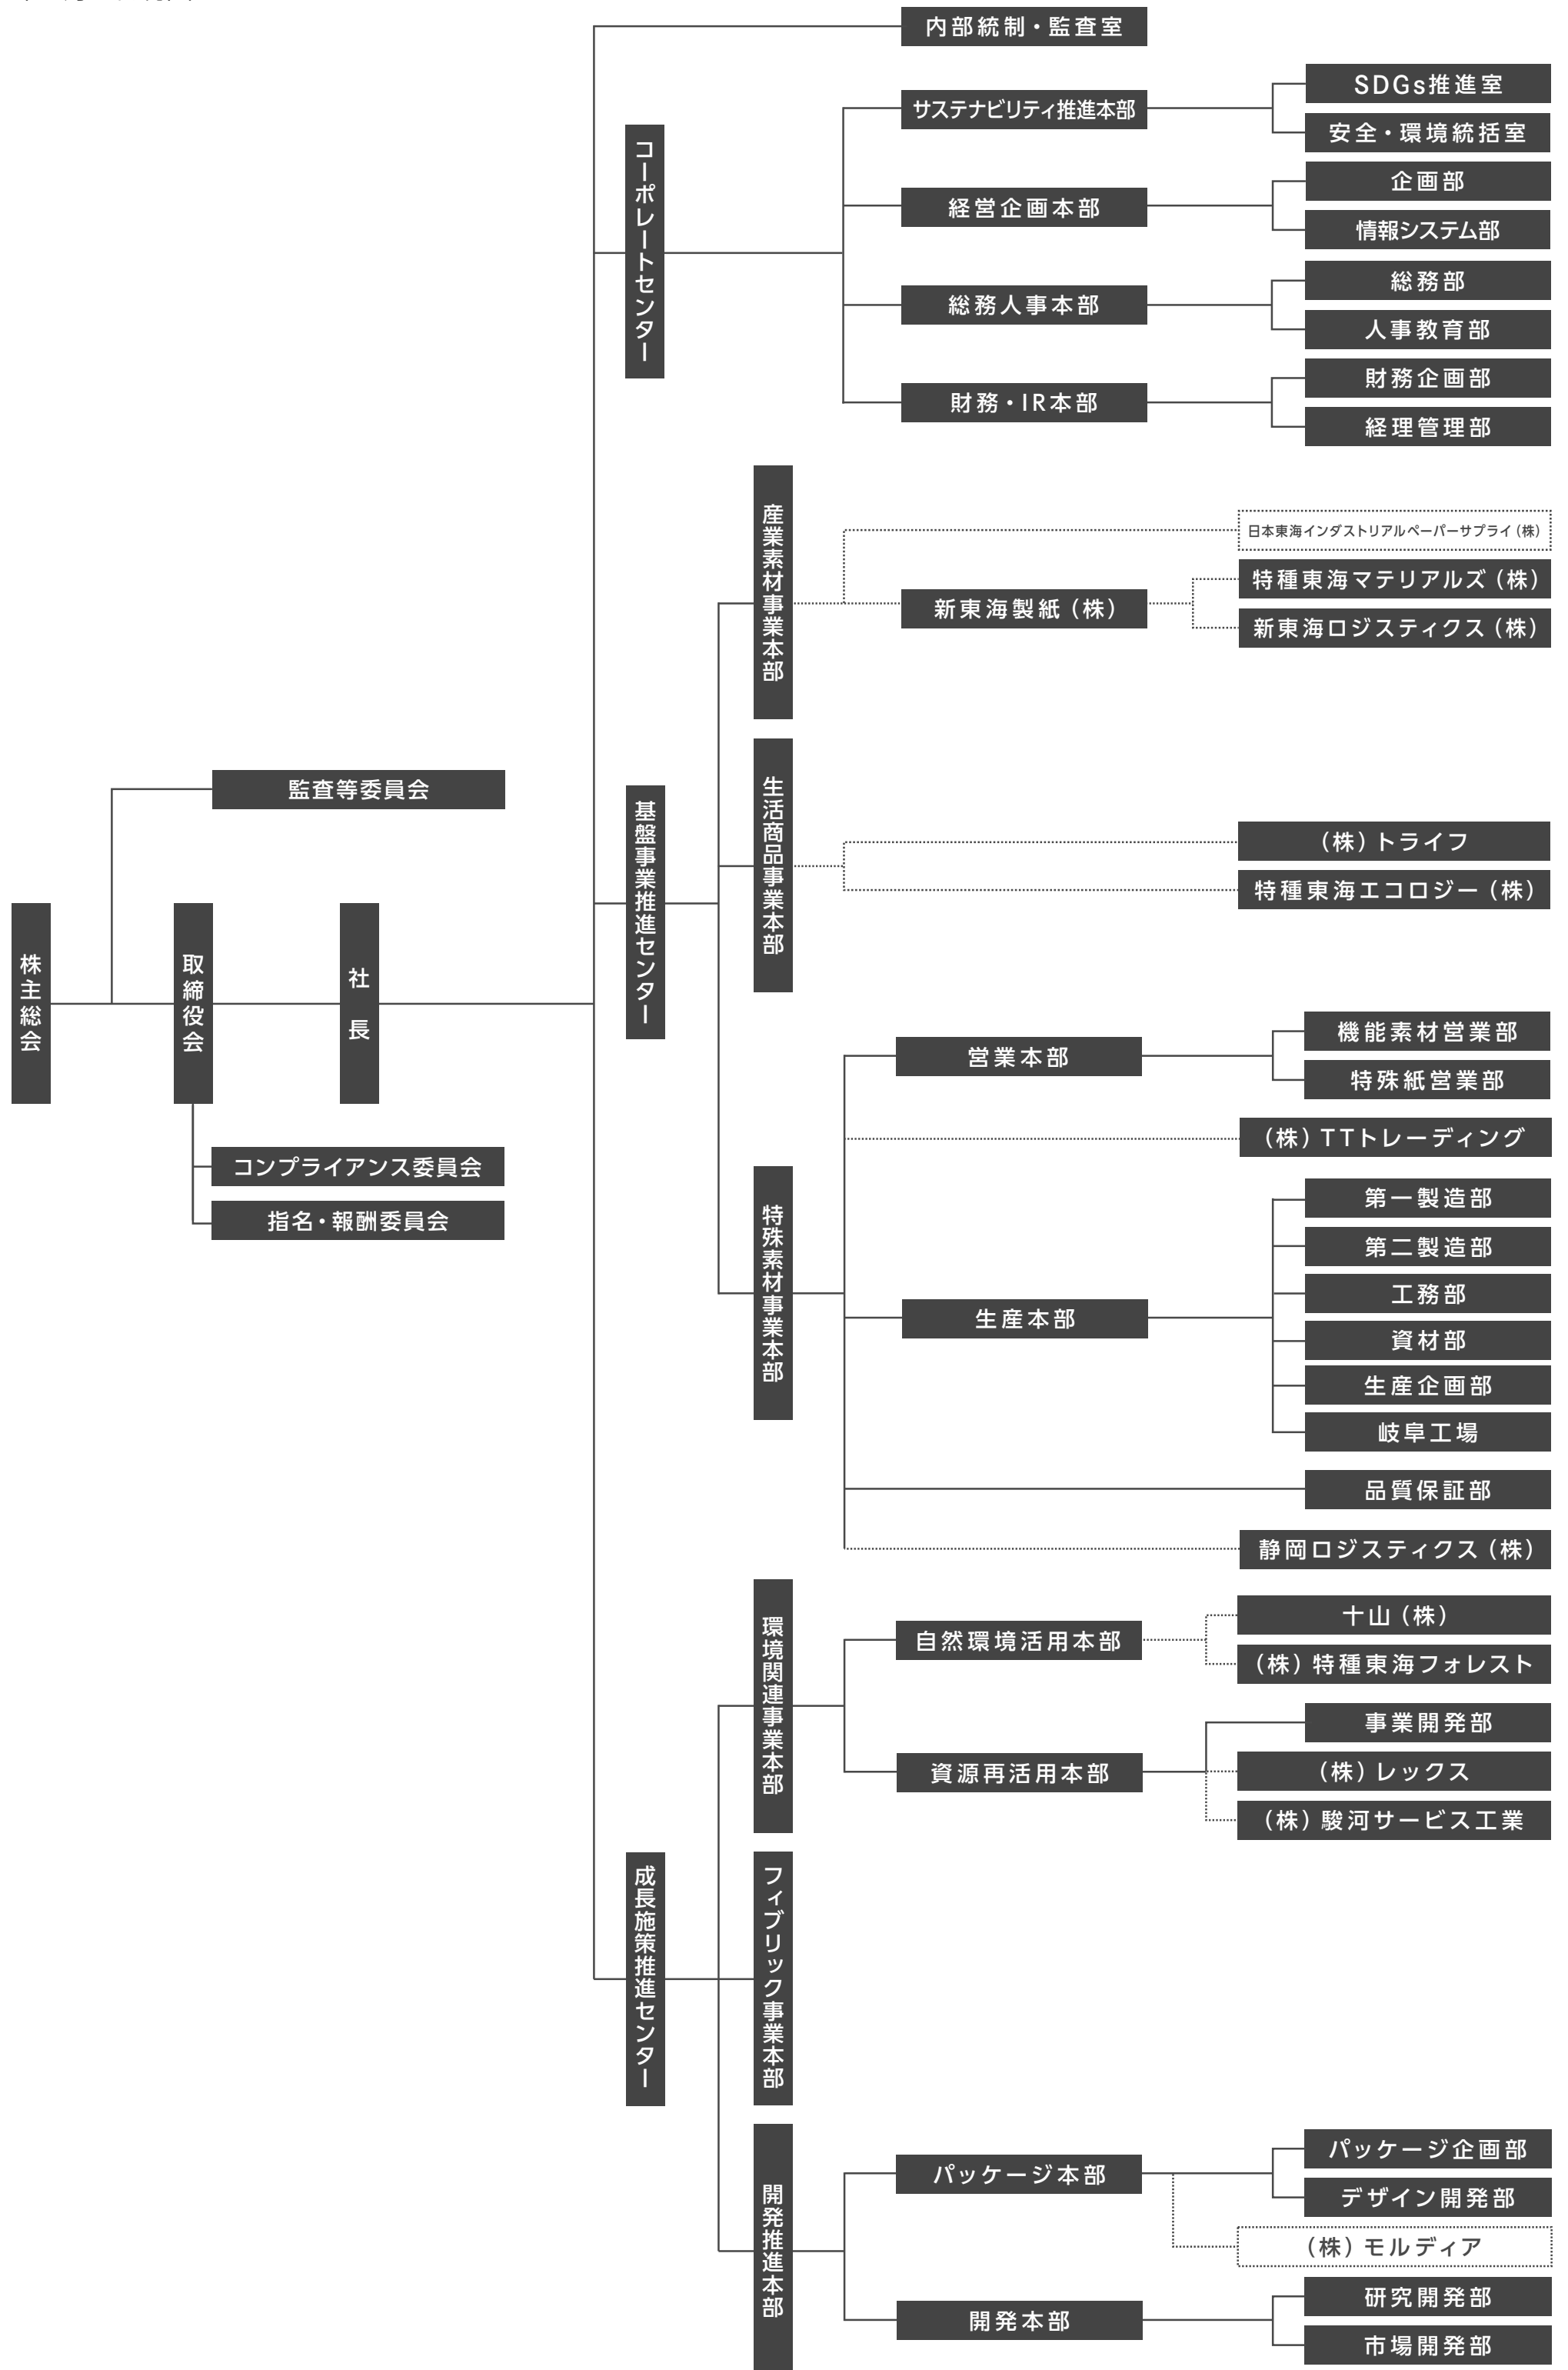 内部統制・監査室
コーポレートセンター
サステナビリティ推進本部
SDGs推進室
安全・環境統括室
経営企画本部
企画部
情報システム部
総務人事本部
総務部
人事教育部
財務・IR本部
財務企画部
経理管理部
株主総会
監査等委員会
取締役会
コンプライアンス委員会
指名・報酬委員会
社長
基盤事業推進センター
産業素材事業本部
日本東海インダストリアルペーパーサプライ（株）
新東海製紙（株）
特種東海マテリアルズ（株）
新東海ロジスティクス（株）
生活商品事業本部
（株）トライフ
特種東海エコロジー（株）
特殊素材事業本部
営業本部
機能素材営業部
特殊紙営業部
（株）TTトレーディング
生産本部
第一製造部
第二製造部
工務部
資材部
生産企画部
岐阜工場
品質保証部
静岡ロジスティクス（株）
成長施策推進センター
環境関連事業本部
自然環境活用本部
十山（株）
（株）特種東海フォレスト
資源再活用本部
事業開発部
（株）レックス
（株）駿河サービス工業
フィブリック事業本部
開発推進本部
パッケージ本部
パッケージ企画部
デザイン開発部
（株）モルディア
開発本部
研究開発部
市場開発部